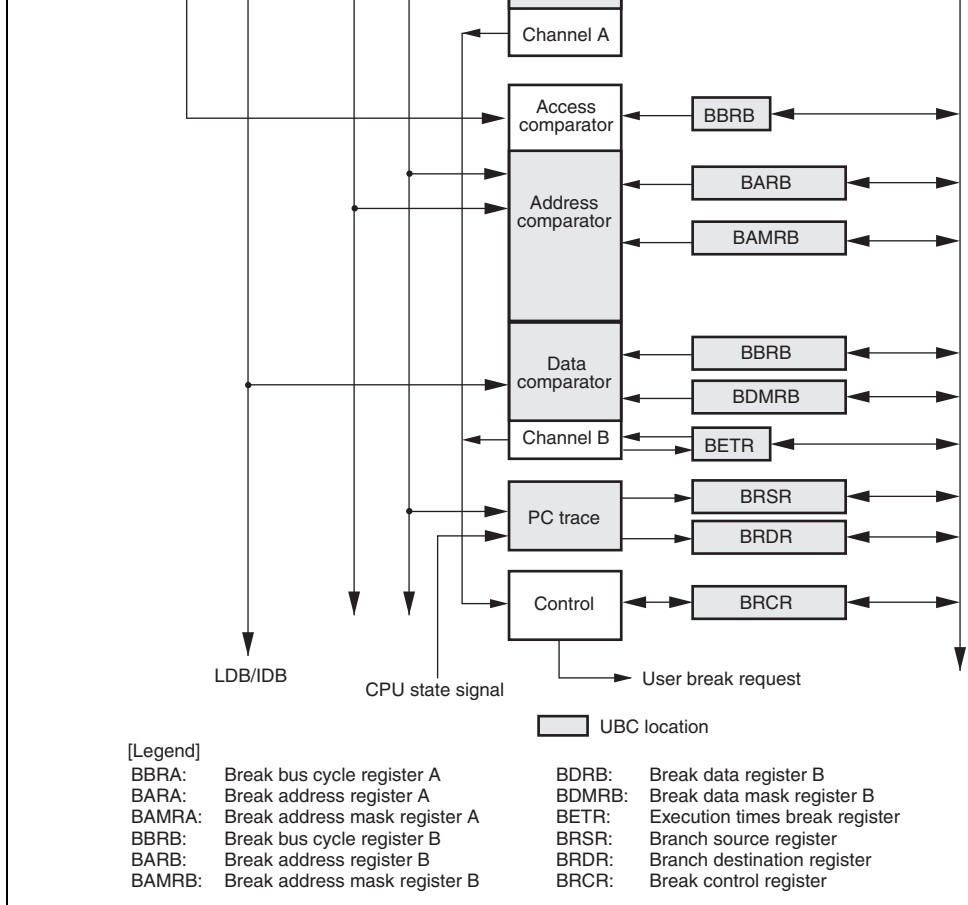 Channel A
Access
comparator
BBRB
Address
comparator
BARB
BAMRB
Data
comparator
BBRB
BDMRB
Channel B
BETR
PC trace
BRSR
BRDR
Control
BRCR
LDB/IDB
CPU state signal
User break request
UBC location
[Legend]
BBRA: Break bus cycle register A
BARA: Break address register A
BAMRA: Break address mask register A
BBRB: Break bus cycle register B
BARB: Break address register B
BAMRB: Break address mask register B
BDRB: Break data register B
BDMRB: Break data mask register B
BETR: Execution times break register
BRSR: Branch source register
BRDR: Branch destination register
BRCR: Break control register